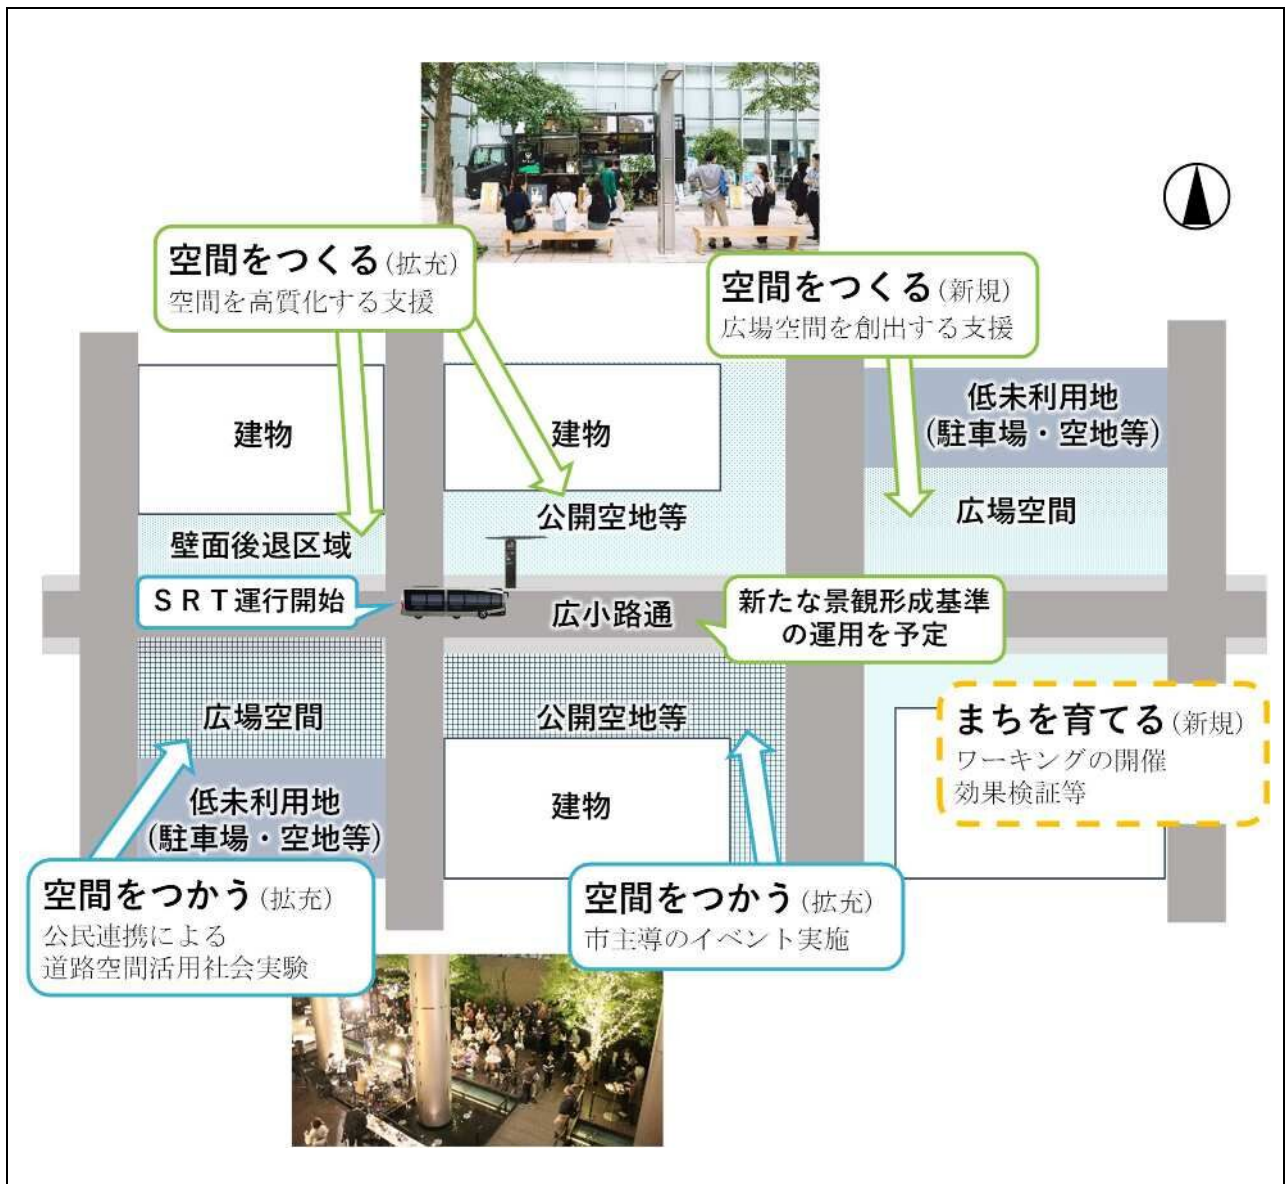 空間をつくる(拡充)
空間を高質化する支援
空間をつくる(新規)
広場空間を創出する支援
建物
建物
低未利用地
(駐車場・空地等)
公開空地等
広場空間
壁面後退区域
SRT運行開始
広小路通
新たな景観形成基準
の運用を予定
広場空間
公開空地等
まちを育てる(新規)
ワーキングの開催
効果検証等
低未利用地
(駐車場・空地等)
建物
空間をつかう(拡充)
公民連携による
道路空間活用社会実験
空間をつかう(拡充)
市主導のイベント実施